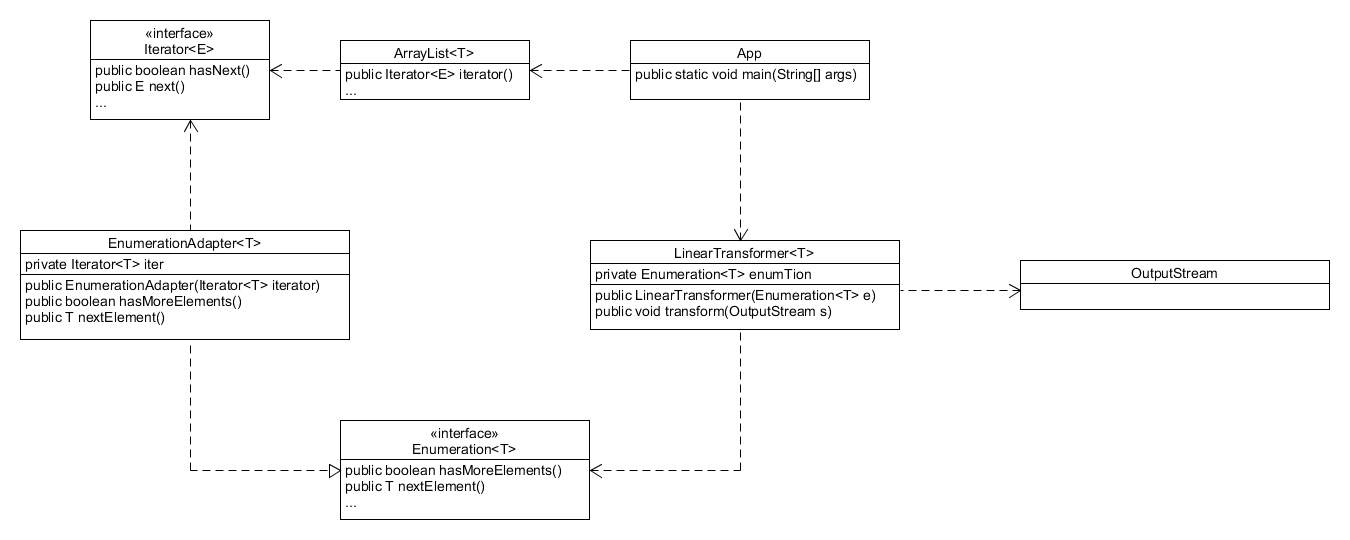 «interface»
Iterator<E>
public boolean hasNext()
public E next()
...
ArrayList<T>
public Iterator<E> iterator()
...
App
public static void main(String[] args)
EnumerationAdapter<T>
private Iterator<T> iter
public EnumerationAdapter(Iterator<T> iterator)
public boolean hasMoreElements()
public T nextElement()
LinearTransformer<T>
private Enumeration<T> enumTion
public LinearTransformer(Enumeration<T> e)
public void transform(OutputStream s)
OutputStream
«interface»
Enumeration<T>
public boolean hasMoreElements()
public T nextElement()
...